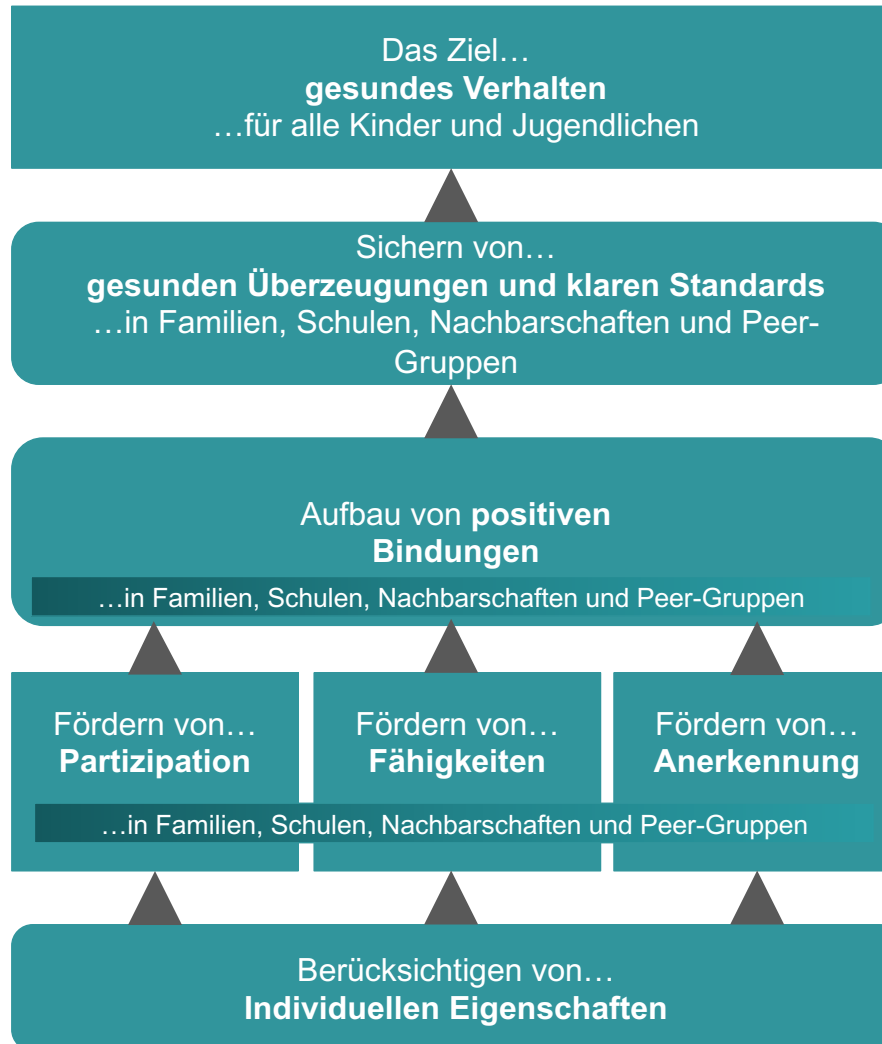 Das Ziel…
gesundes Verhalten
…für alle Kinder und Jugendlichen
Sichern von…
gesunden Überzeugungen und klaren Standards
…in Familien, Schulen, Nachbarschaften und Peer-
Gruppen
Aufbau von positiven
Bindungen
…in Familien, Schulen, Nachbarschaften und Peer-Gruppen
Fördern von…
Partizipation
Fördern von…
Fähigkeiten
Fördern von…
Anerkennung
…in Familien, Schulen, Nachbarschaften und Peer-Gruppen
Berücksichtigen von…
Individuellen Eigenschaften